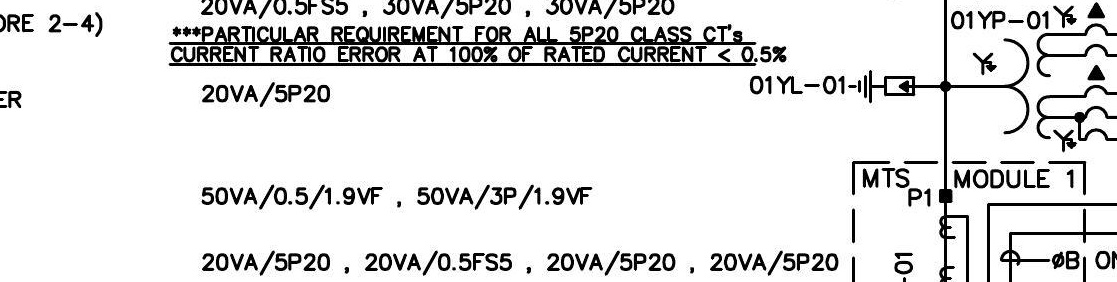 20VA/0.5FS5 , 30VA/5P20 , 30VA/5P20
ORE 2-4)
***PARTICULAR REQUIREMENT FOR ALL 5P20 CLASS CT's
CURRENT RATIO ERROR AT 100% OF RATED CURRENT < 0.5%
01YP-01
ER
20VA/5P20
01YL-01
MTS MODULE 1
P1
50VA/0.5/1.9VF , 50VA/3P/1.9VF
20VA/5P20 , 20VA/0.5FS5 , 20VA/5P20 , 20VA/5P20
-01
øB